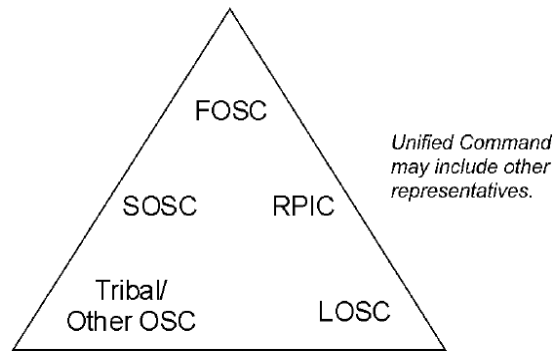 FOSC
Unified Command
may include other
representatives.
SOSC
RPIC
Tribal/
Other OSC
LOSC